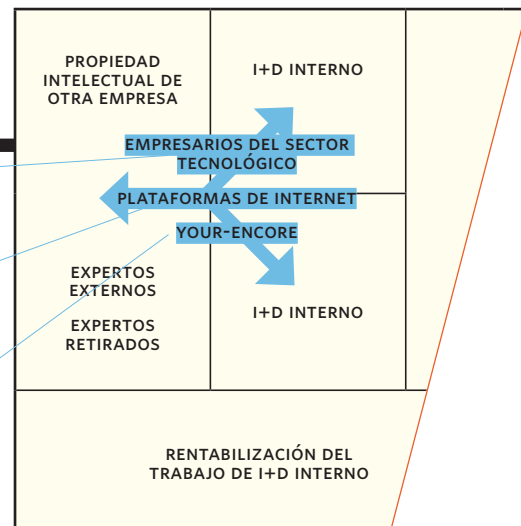 PROPIEDAD
INTELECTUAL DE
OTRA EMPRESA
I+D INTERNO
EMPRESARIOS DEL SECTOR
TECNOLÓGICO
PLATAFORMAS DE INTERNET
YOUR-ENCORE
EXPERTOS
EXTERNOS
EXPERTOS
RETIRADOS
I+D INTERNO
RENTABILIZACIÓN DEL
TRABAJO DE I+D INTERNO